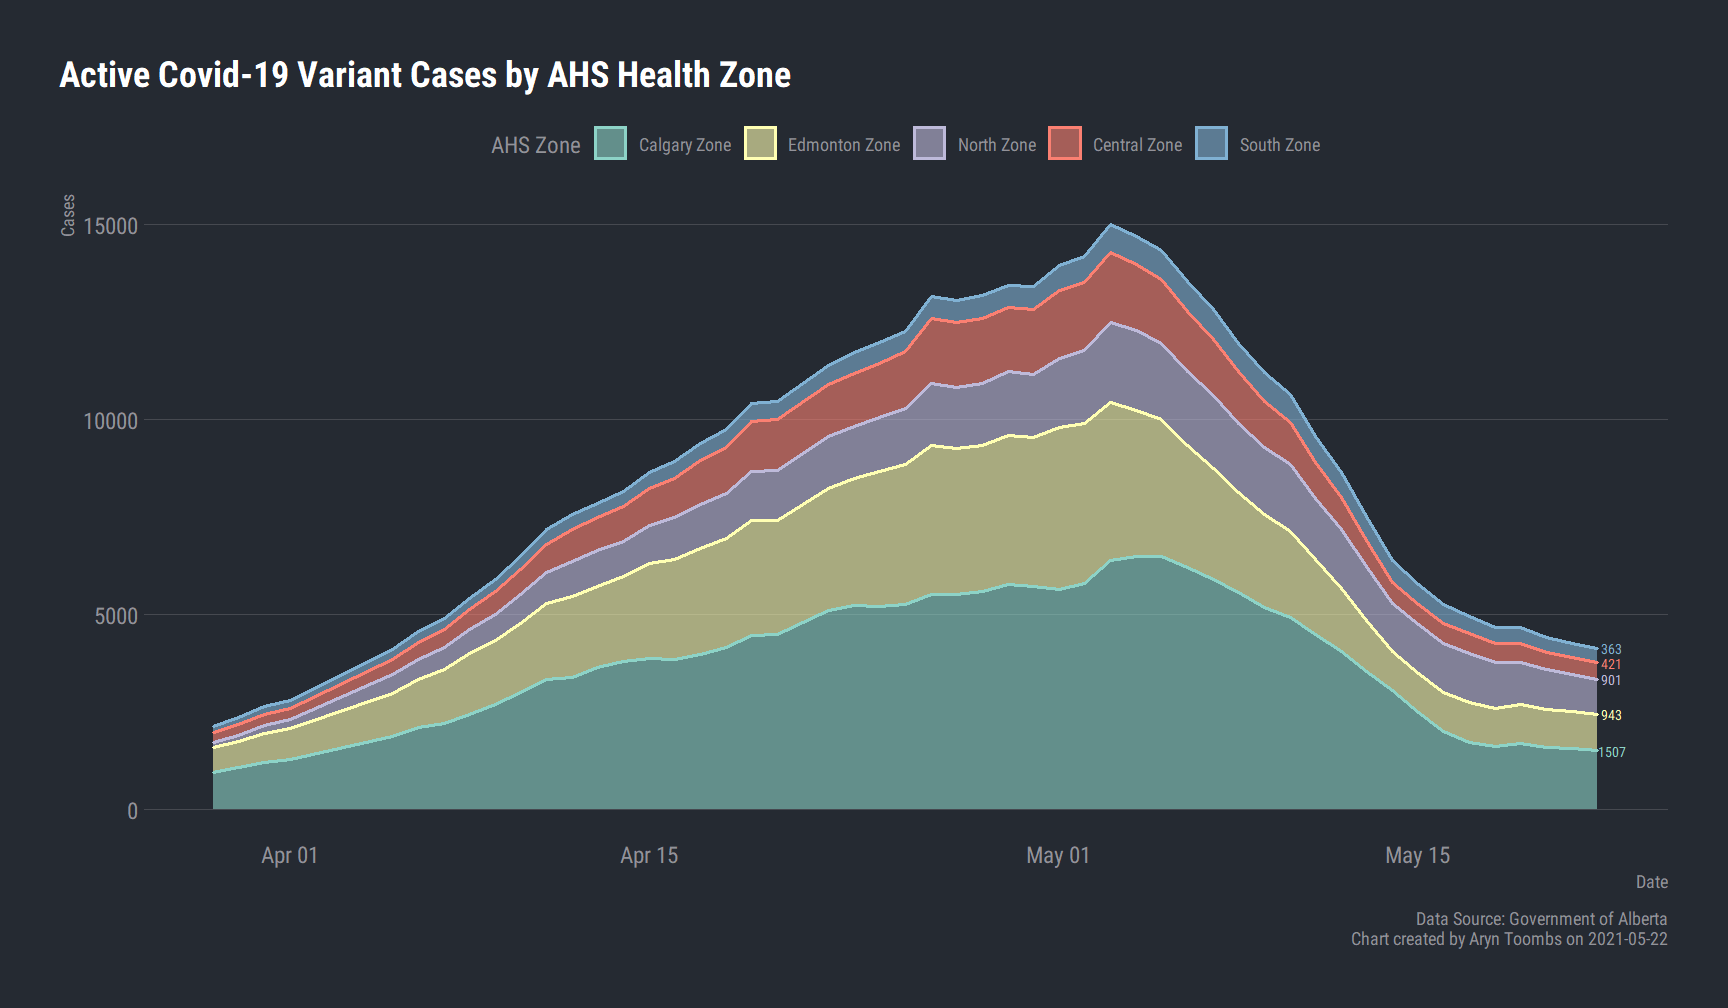 Active Covid-19 Variant Cases by AHS Health Zone
AHS Zone Calgary Zone Edmonton Zone North Zone Central Zone South Zone
Cases
15000
10000
5000
0
363
421
901
943
1507
Apr 01 Apr 15 May 01 May 15
Date
Data Source: Government of Alberta
Chart created by Aryn Toombs on 2021-05-22